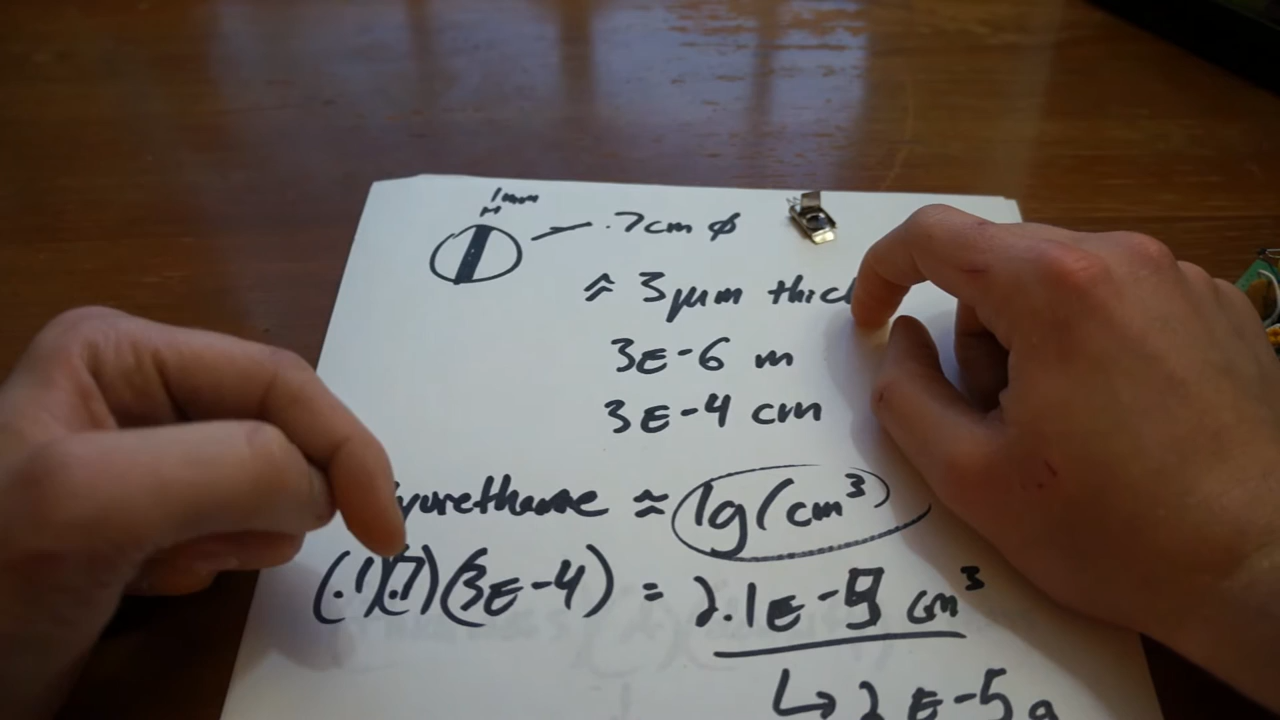 1mm
.7cm ϕ
≈ 3μm thic
3E-6 m
3E-4 cm
yurethane ≈ 1g/cm³
(.1)(.7)(3E-4) = 2.1E-5 cm³
↳ 2E-5g